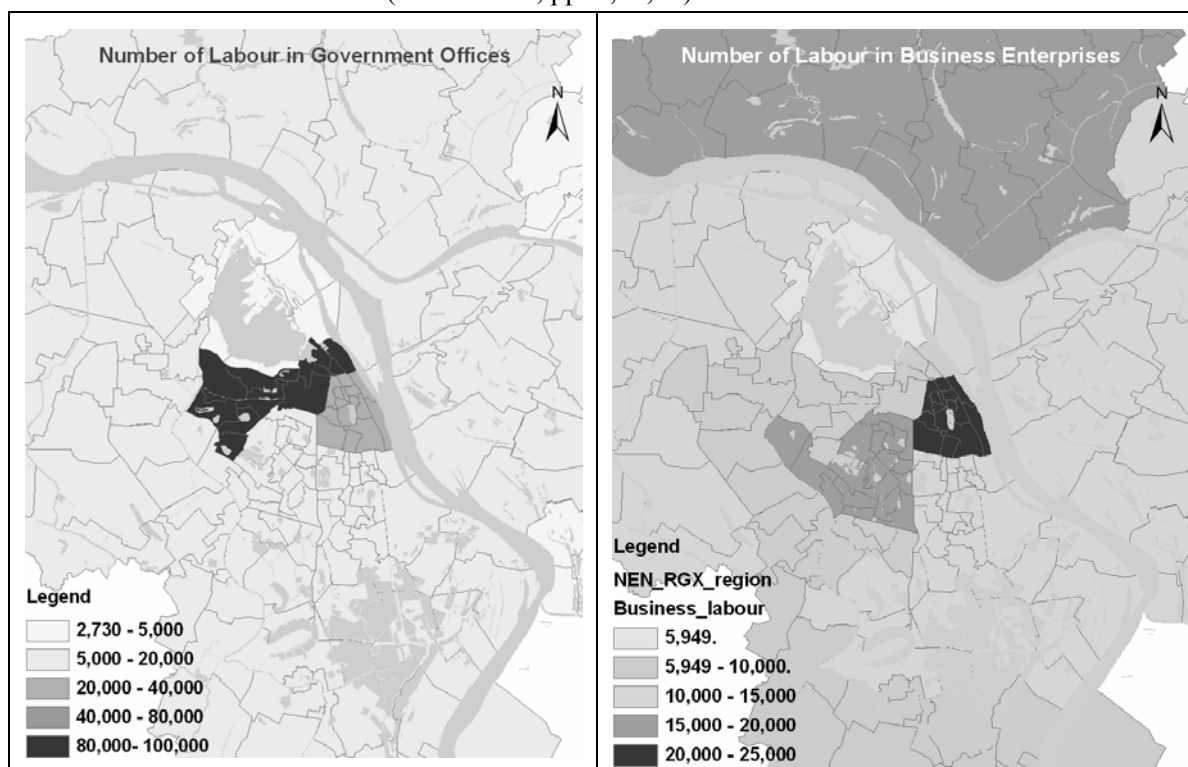 Number of Labour in Government Offices
N
Legend
2,730 - 5,000
5,000 - 20,000
20,000 - 40,000
40,000 - 80,000
80,000- 100,000
Number of Labour in Business Enterprises
N
Legend
NEN_RGX_region
Business_labour
5,949.
5,949 - 10,000.
10,000 - 15,000
15,000 - 20,000
20,000 - 25,000